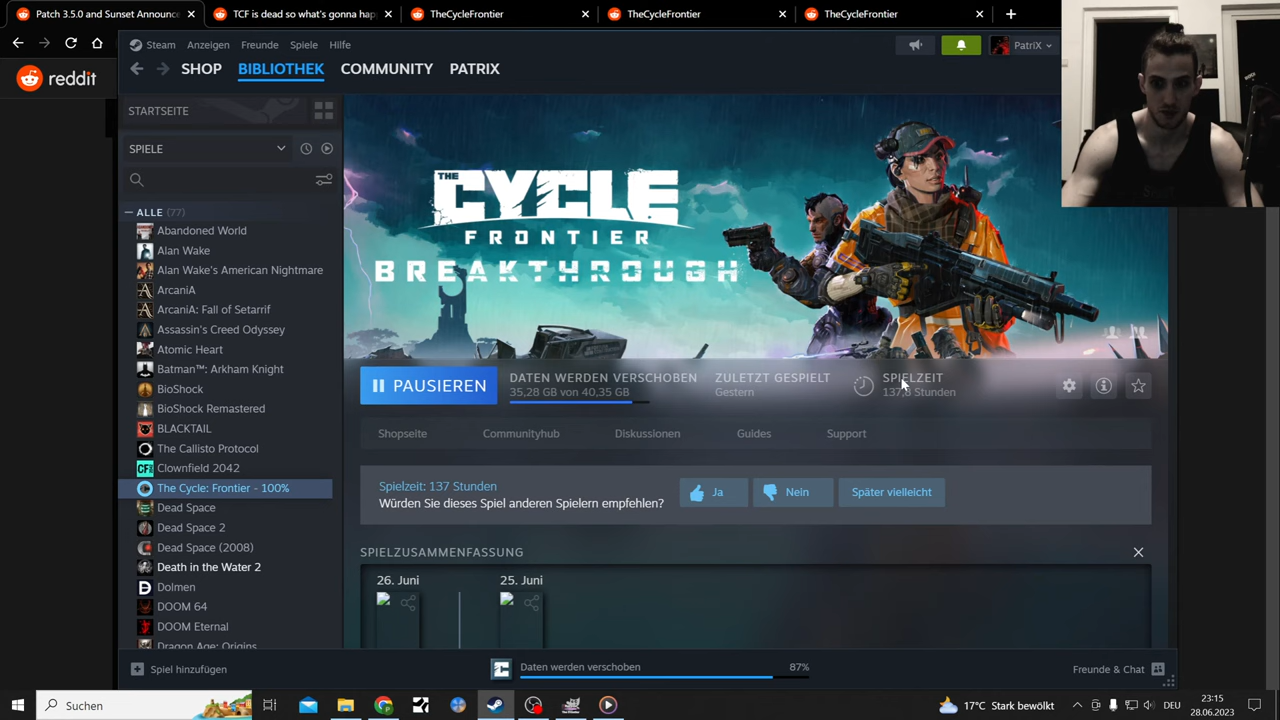 Patch 3.5.0 and Sunset Announce
TCF is dead so what's gonna hap
TheCycleFrontier
TheCycleFrontier
TheCycleFrontier
reddit
Steam Anzeigen Freunde Spiele Hilfe
PatriX
SHOP BIBLIOTHEK COMMUNITY PATRIX
STARTSEITE
SPIELE
ALLE (77)
Abandoned World
Alan Wake
Alan Wake's American Nightmare
ArcaniA
ArcaniA: Fall of Setarrif
Assassin's Creed Odyssey
Atomic Heart
Batman™: Arkham Knight
BioShock
BioShock Remastered
BLACKTAIL
The Callisto Protocol
Clownfield 2042
The Cycle: Frontier - 100%
Dead Space
Dead Space 2
Dead Space (2008)
Death in the Water 2
Dolmen
DOOM 64
DOOM Eternal
Dragon Age: Origins
Spiel hinzufügen
THE
CYCLE
FRONTIER
BREAKTHROUGH
PAUSIEREN
DATEN WERDEN VERSCHOBEN
35,28 GB von 40,35 GB
ZULETZT GESPIELT
Gestern
SPIELZEIT
137,8 Stunden
Shopseite Communityhub Diskussionen Guides Support
Spielzeit: 137 Stunden
Würden Sie dieses Spiel anderen Spielern empfehlen?
Ja
Nein
Später vielleicht
SPIELZUSAMMENFASSUNG
26. Juni
25. Juni
Daten werden verschoben 87%
Freunde & Chat
Suchen
17°C Stark bewölkt
DEU
23:15
28.06.2023